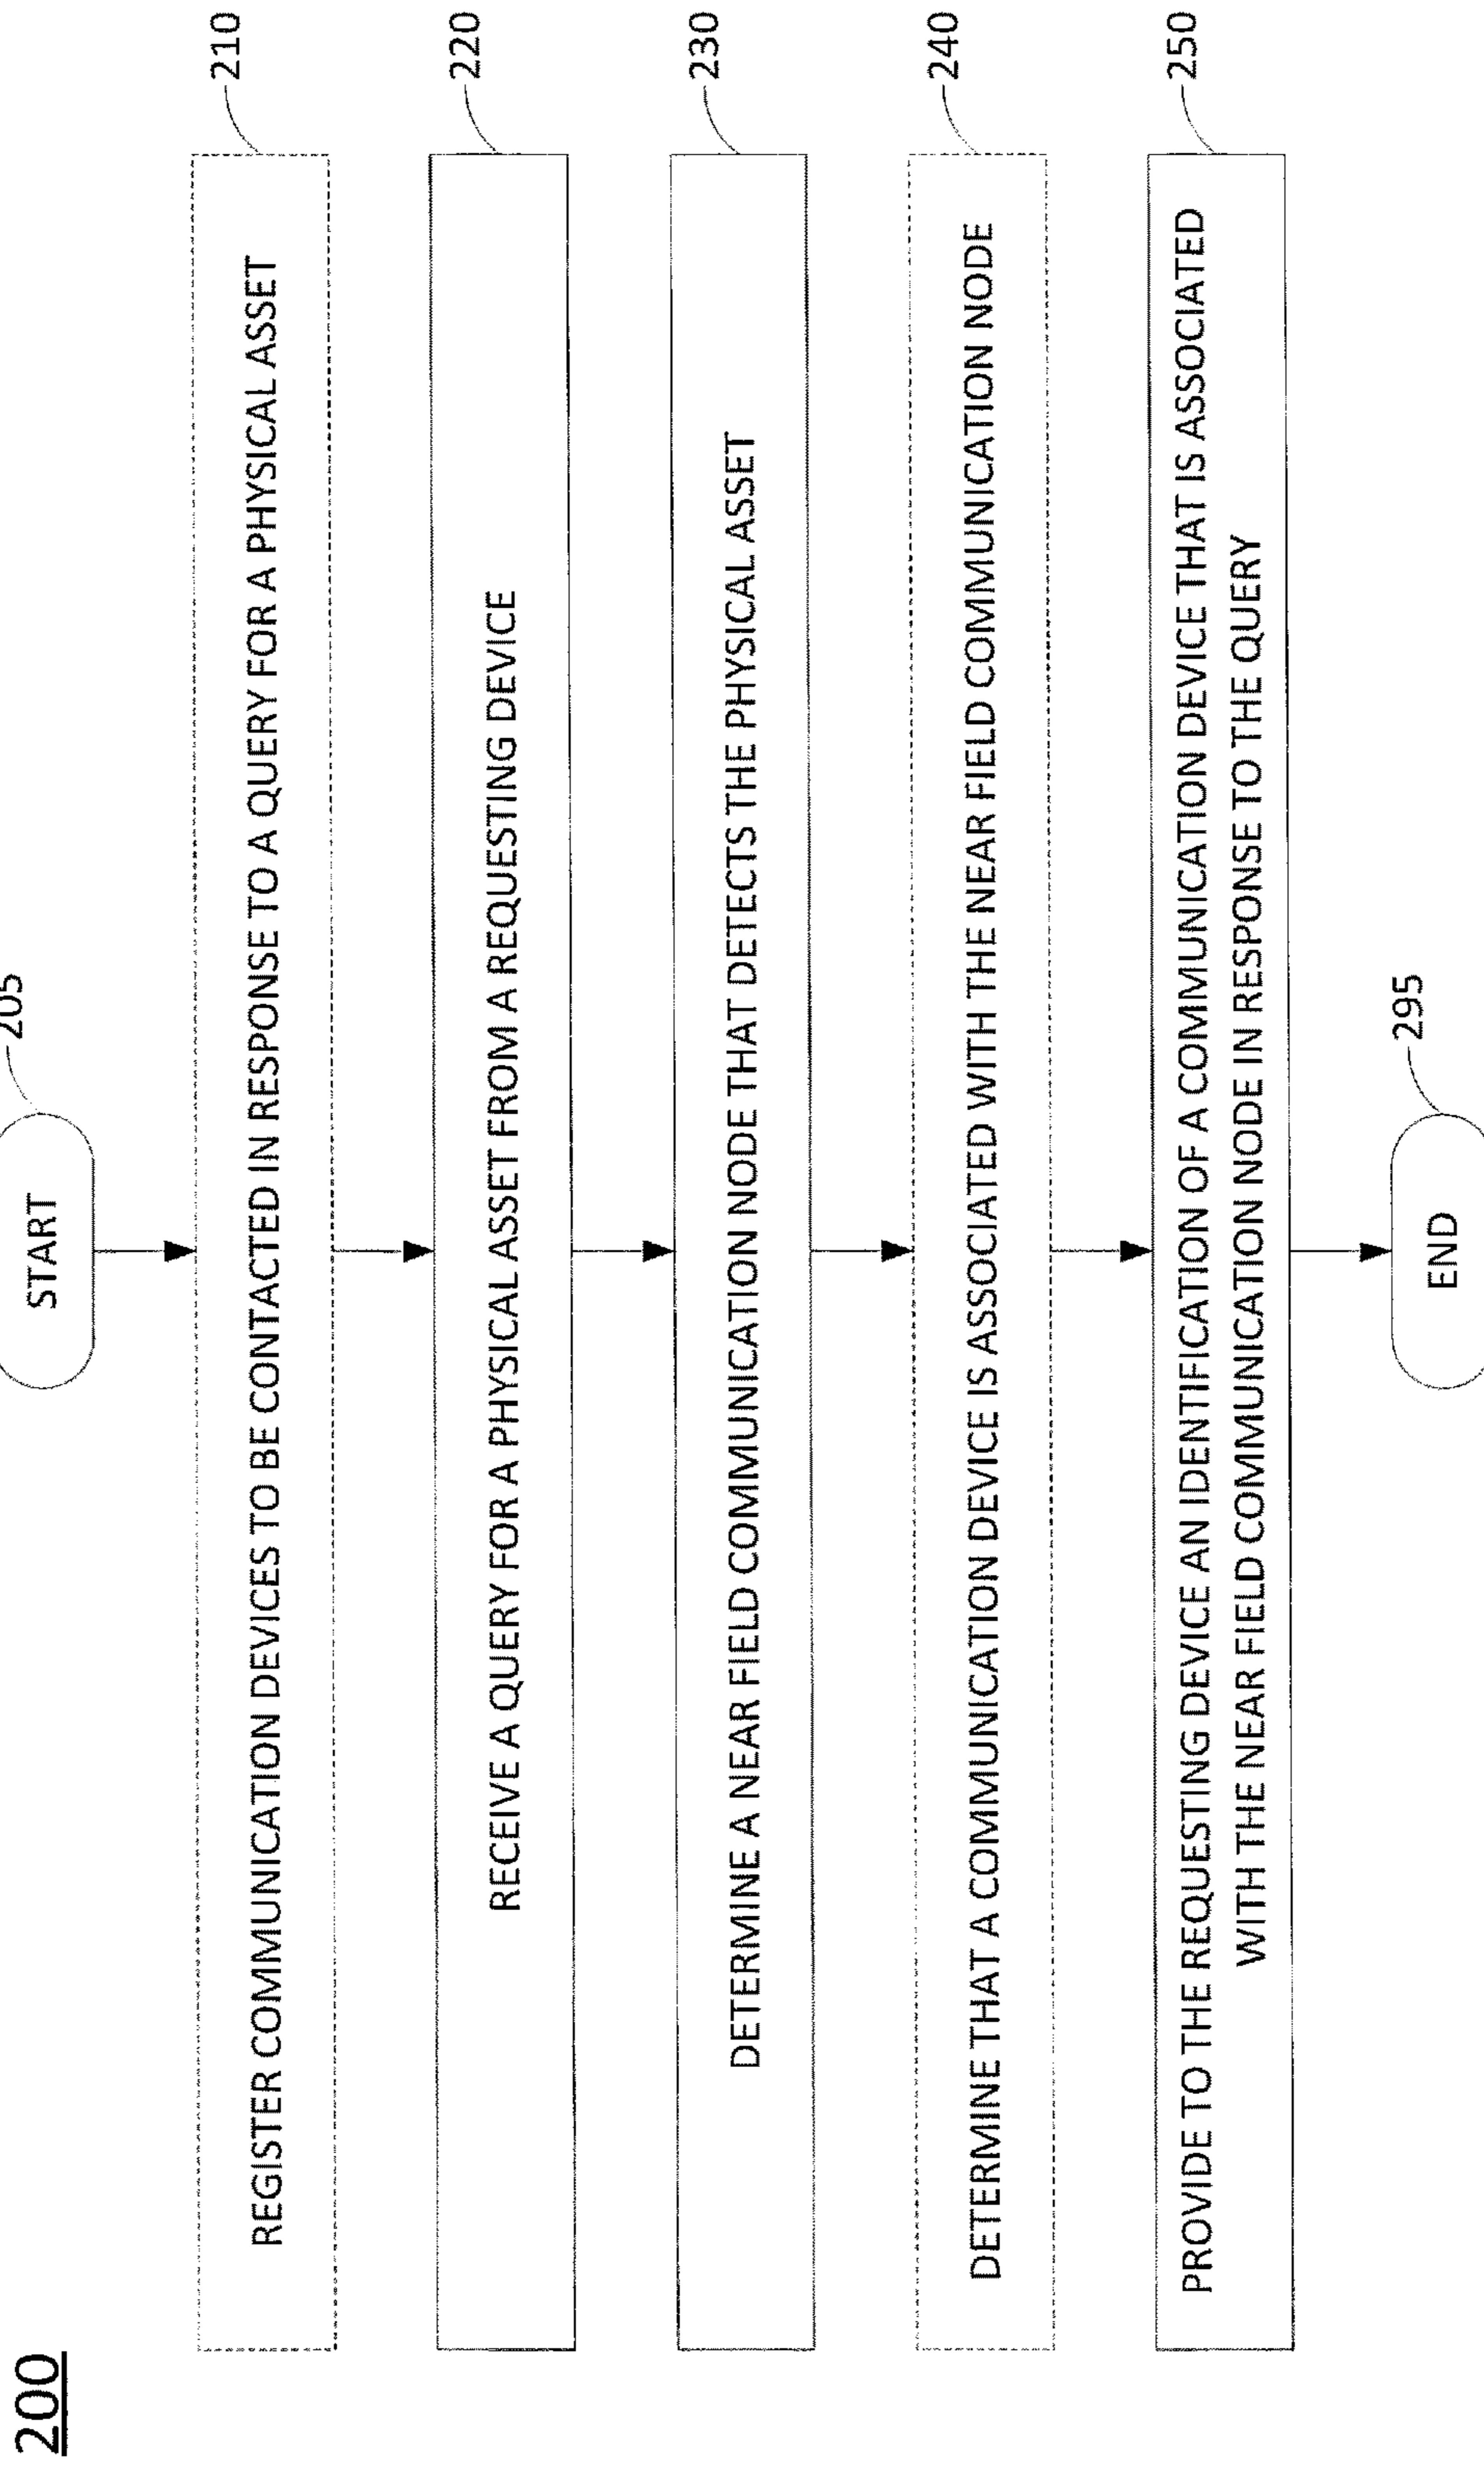 200
START
205
REGISTER COMMUNICATION DEVICES TO BE CONTACTED IN RESPONSE TO A QUERY FOR A PHYSICAL ASSET
210
RECEIVE A QUERY FOR A PHYSICAL ASSET FROM A REQUESTING DEVICE
220
DETERMINE A NEAR FIELD COMMUNICATION NODE THAT DETECTS THE PHYSICAL ASSET
230
DETERMINE THAT A COMMUNICATION DEVICE IS ASSOCIATED WITH THE NEAR FIELD COMMUNICATION NODE
240
PROVIDE TO THE REQUESTING DEVICE AN IDENTIFICATION OF A COMMUNICATION DEVICE THAT IS ASSOCIATED
WITH THE NEAR FIELD COMMUNICATION NODE IN RESPONSE TO THE QUERY
250
END
295